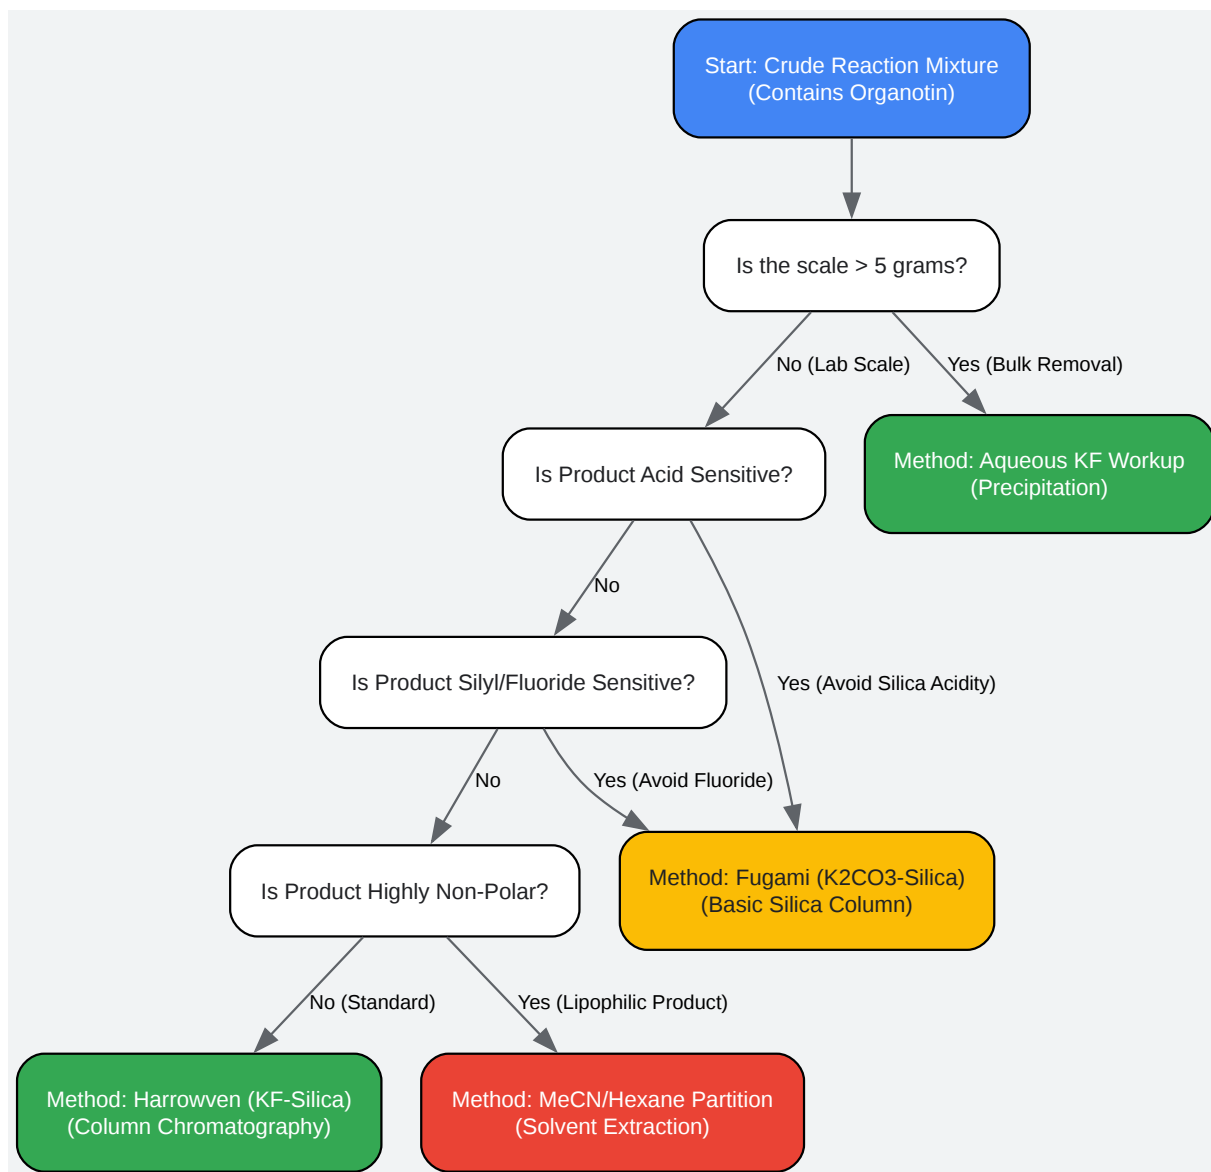 Start: Crude Reaction Mixture
(Contains Organotin)
Is the scale > 5 grams?
No (Lab Scale)
Yes (Bulk Removal)
Method: Aqueous KF Workup
(Precipitation)
Is Product Acid Sensitive?
No
Yes (Avoid Silica Acidity)
Is Product Silyl/Fluoride Sensitive?
No
Yes (Avoid Fluoride)
Is Product Highly Non-Polar?
Method: Fugami (K2CO3-Silica)
(Basic Silica Column)
No (Standard)
Yes (Lipophilic Product)
Method: Harrowven (KF-Silica)
(Column Chromatography)
Method: MeCN/Hexane Partition
(Solvent Extraction)